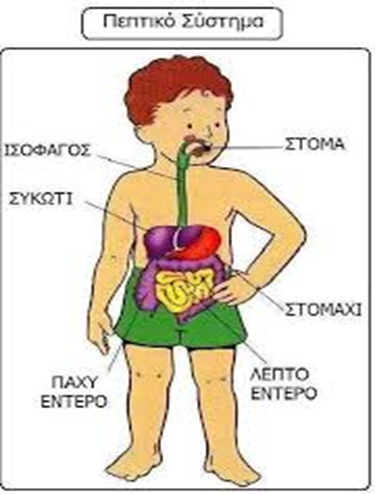 Πεπτικό Σύστημα
ΣΤΟΜΑ
ΙΣΟΦΑΓΟΣ
ΣΥΚΩΤΙ
ΣΤΟΜΑΧΙ
ΠΑΧΥ
ΕΝΤΕΡΟ
ΛΕΠΤΟ
ΕΝΤΕΡΟ